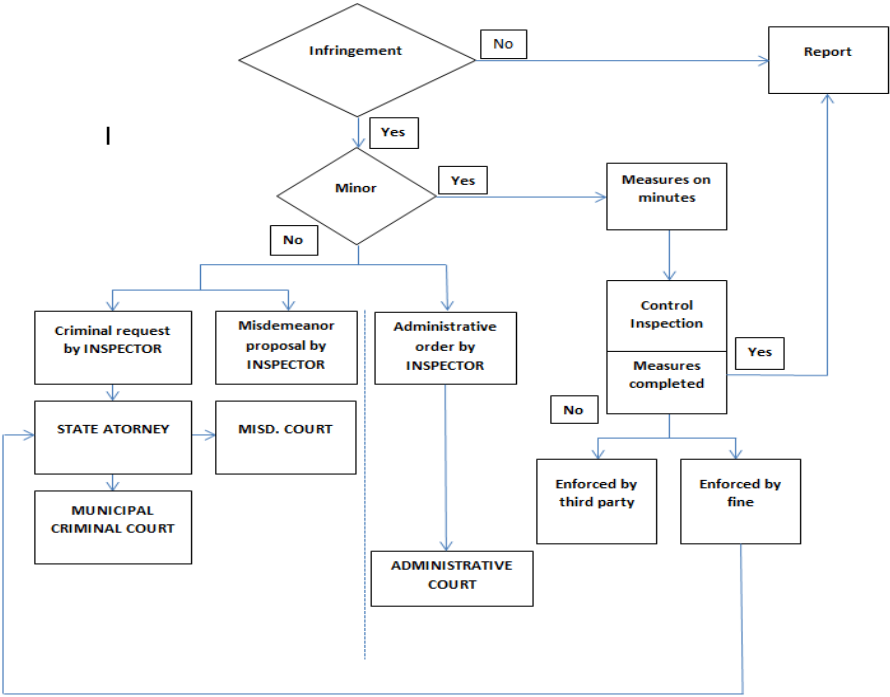 Infringement
No
Report
Yes
Minor
Yes
Measures on
minutes
No
Criminal request
by INSPECTOR
Misdemeanor
proposal by
INSPECTOR
Administrative
order by
INSPECTOR
Control
Inspection
Yes
Measures
completed
No
STATE ATORNEY
MISD. COURT
Enforced by
third party
Enforced by
fine
MUNICIPAL
CRIMINAL COURT
ADMINISTRATIVE
COURT